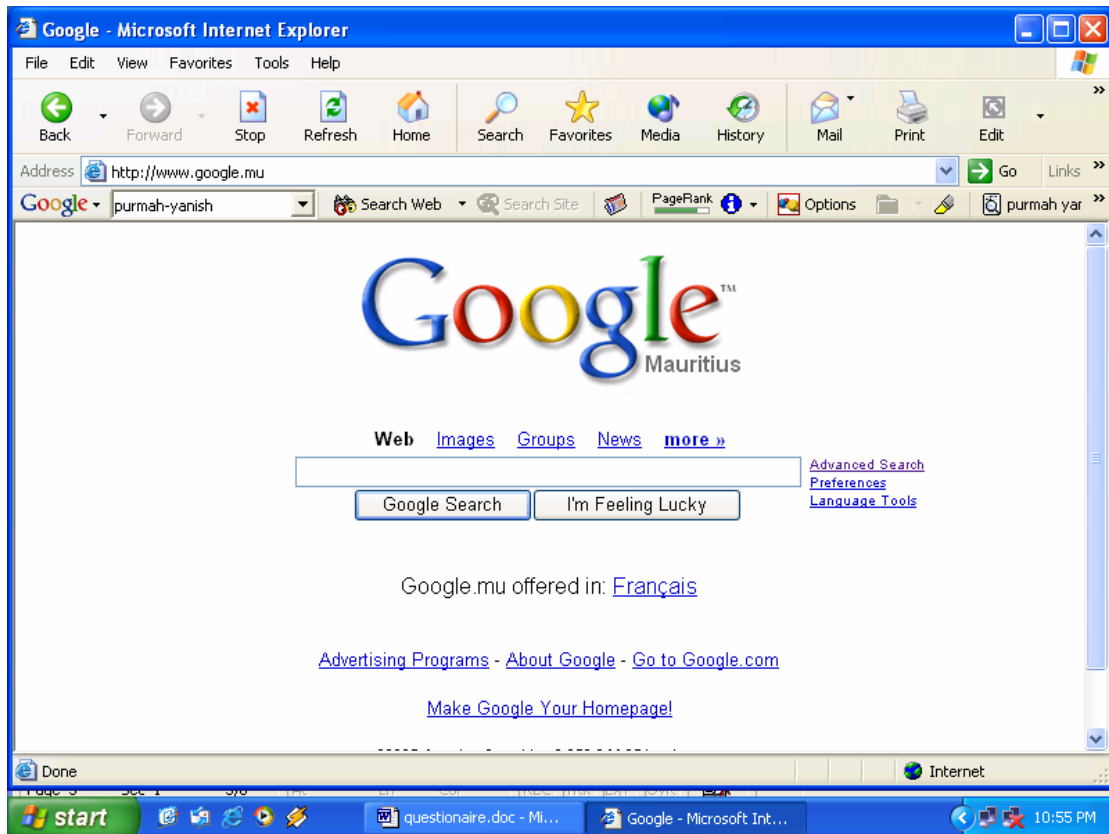 Google - Microsoft Internet Explorer
File Edit View Favorites Tools Help
Back Forward Stop Refresh Home Search Favorites Media History Mail Print Edit »
Address http://www.google.mu Go Links »
Google purmah-yanish Search Web Search Site PageRank Options purmah yar »
Google™
Mauritius
Web Images Groups News more »
Advanced Search
Preferences
Language Tools
Google Search I'm Feeling Lucky
Google.mu offered in: Français
Advertising Programs - About Google - Go to Google.com
Make Google Your Homepage!
Done Internet
start questionaire.doc - Mi... Google - Microsoft Int... 10:55 PM